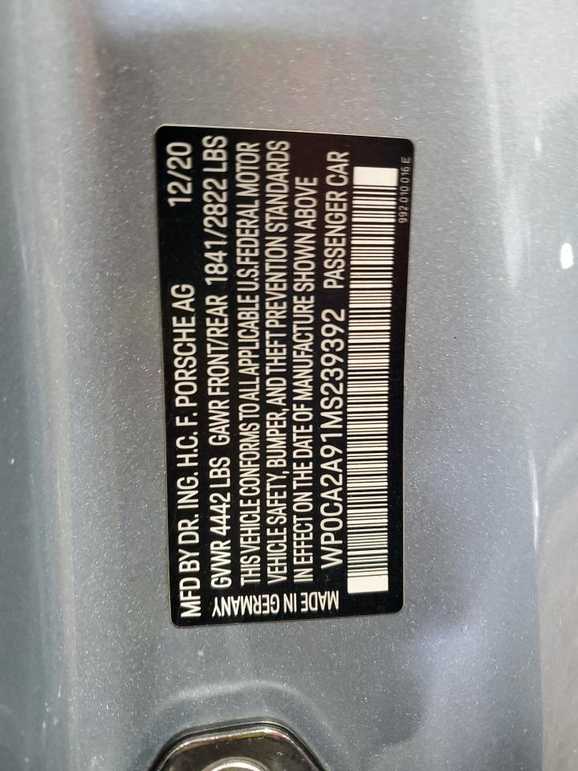 MFD BY DR. ING. H.C. F. PORSCHE AG 12/20
GVWR 4442 LBS GAWR FRONT/REAR 1841/2822 LBS
THIS VEHICLE CONFORMS TO ALL APPLICABLE U.S. FEDERAL MOTOR
VEHICLE SAFETY, BUMPER, AND THEFT PREVENTION STANDARDS
IN EFFECT ON THE DATE OF MANUFACTURE SHOWN ABOVE
WP0CA2A91MS239392 PASSENGER CAR
MADE IN GERMANY
992 010 016.E